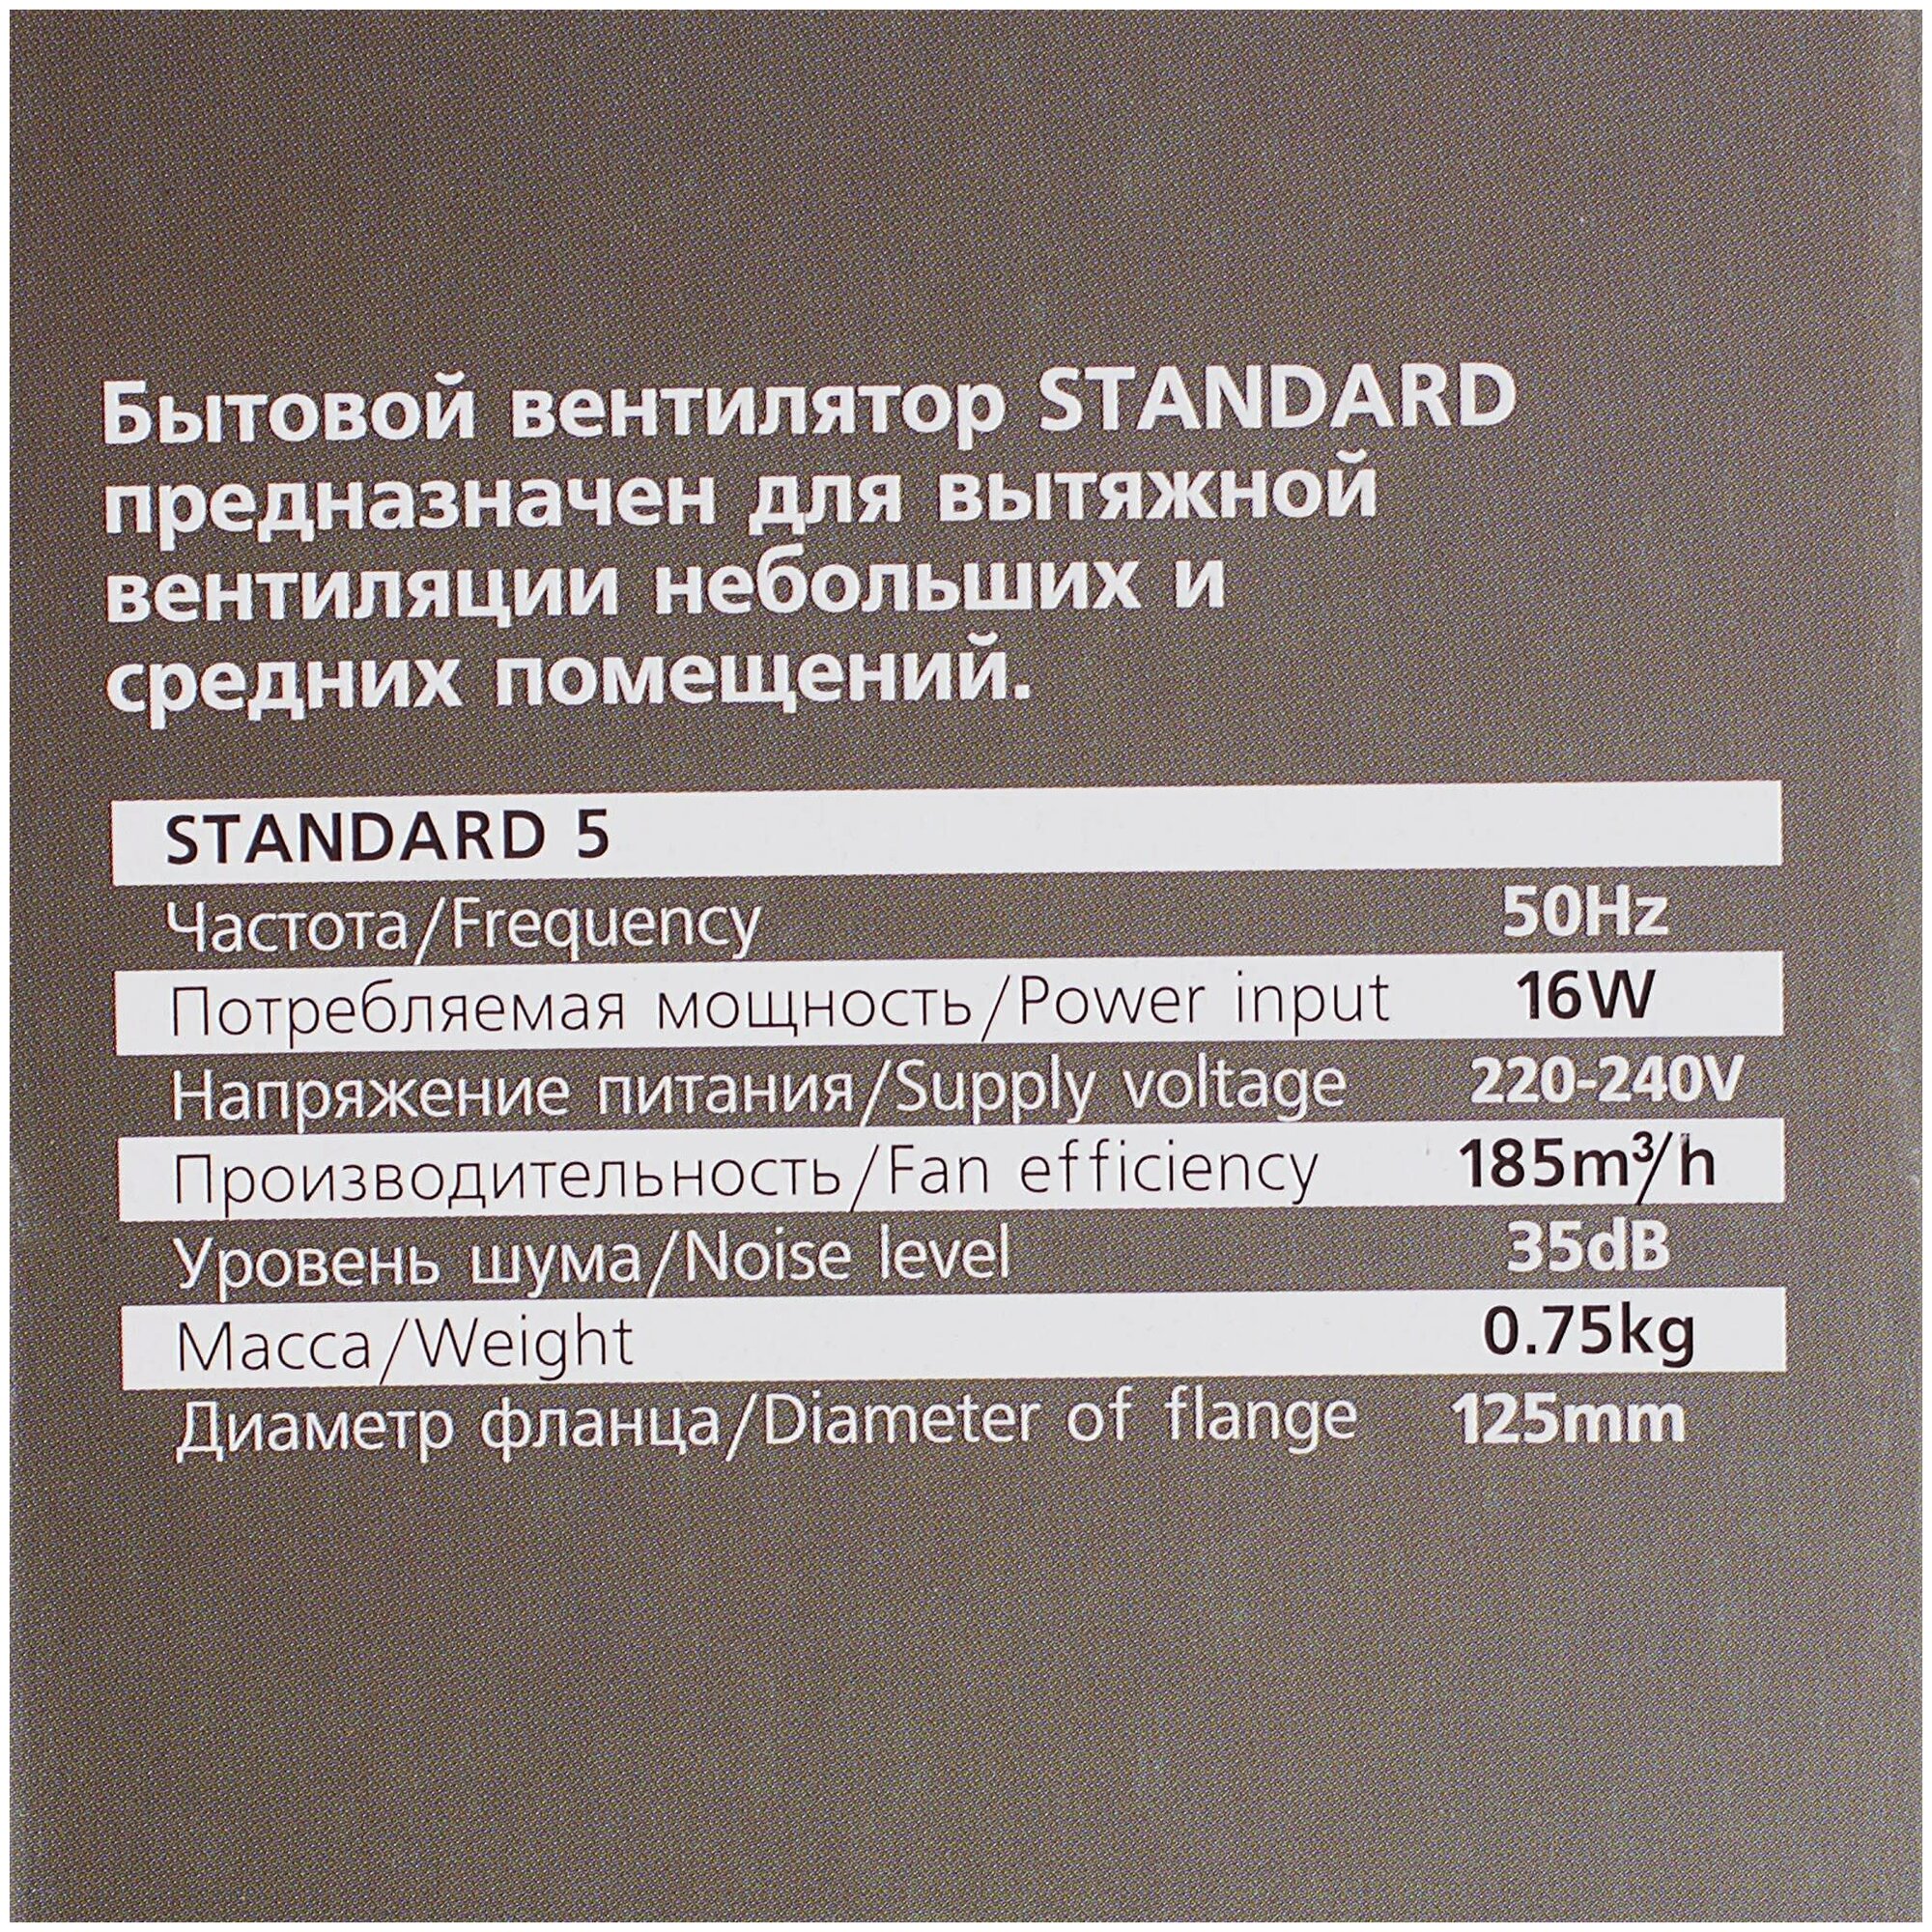 Бытовой вентилятор STANDARD
предназначен для вытяжной
вентиляции небольших и
средних помещений.
STANDARD 5
Частота/Frequency 50Hz
Потребляемая мощность/Power input 16W
Напряжение питания/Supply voltage 220-240V
Производительность/Fan efficiency 185m³/h
Уровень шума/Noise level 35dB
Масса/Weight 0.75kg
Диаметр фланца/Diameter of flange 125mm